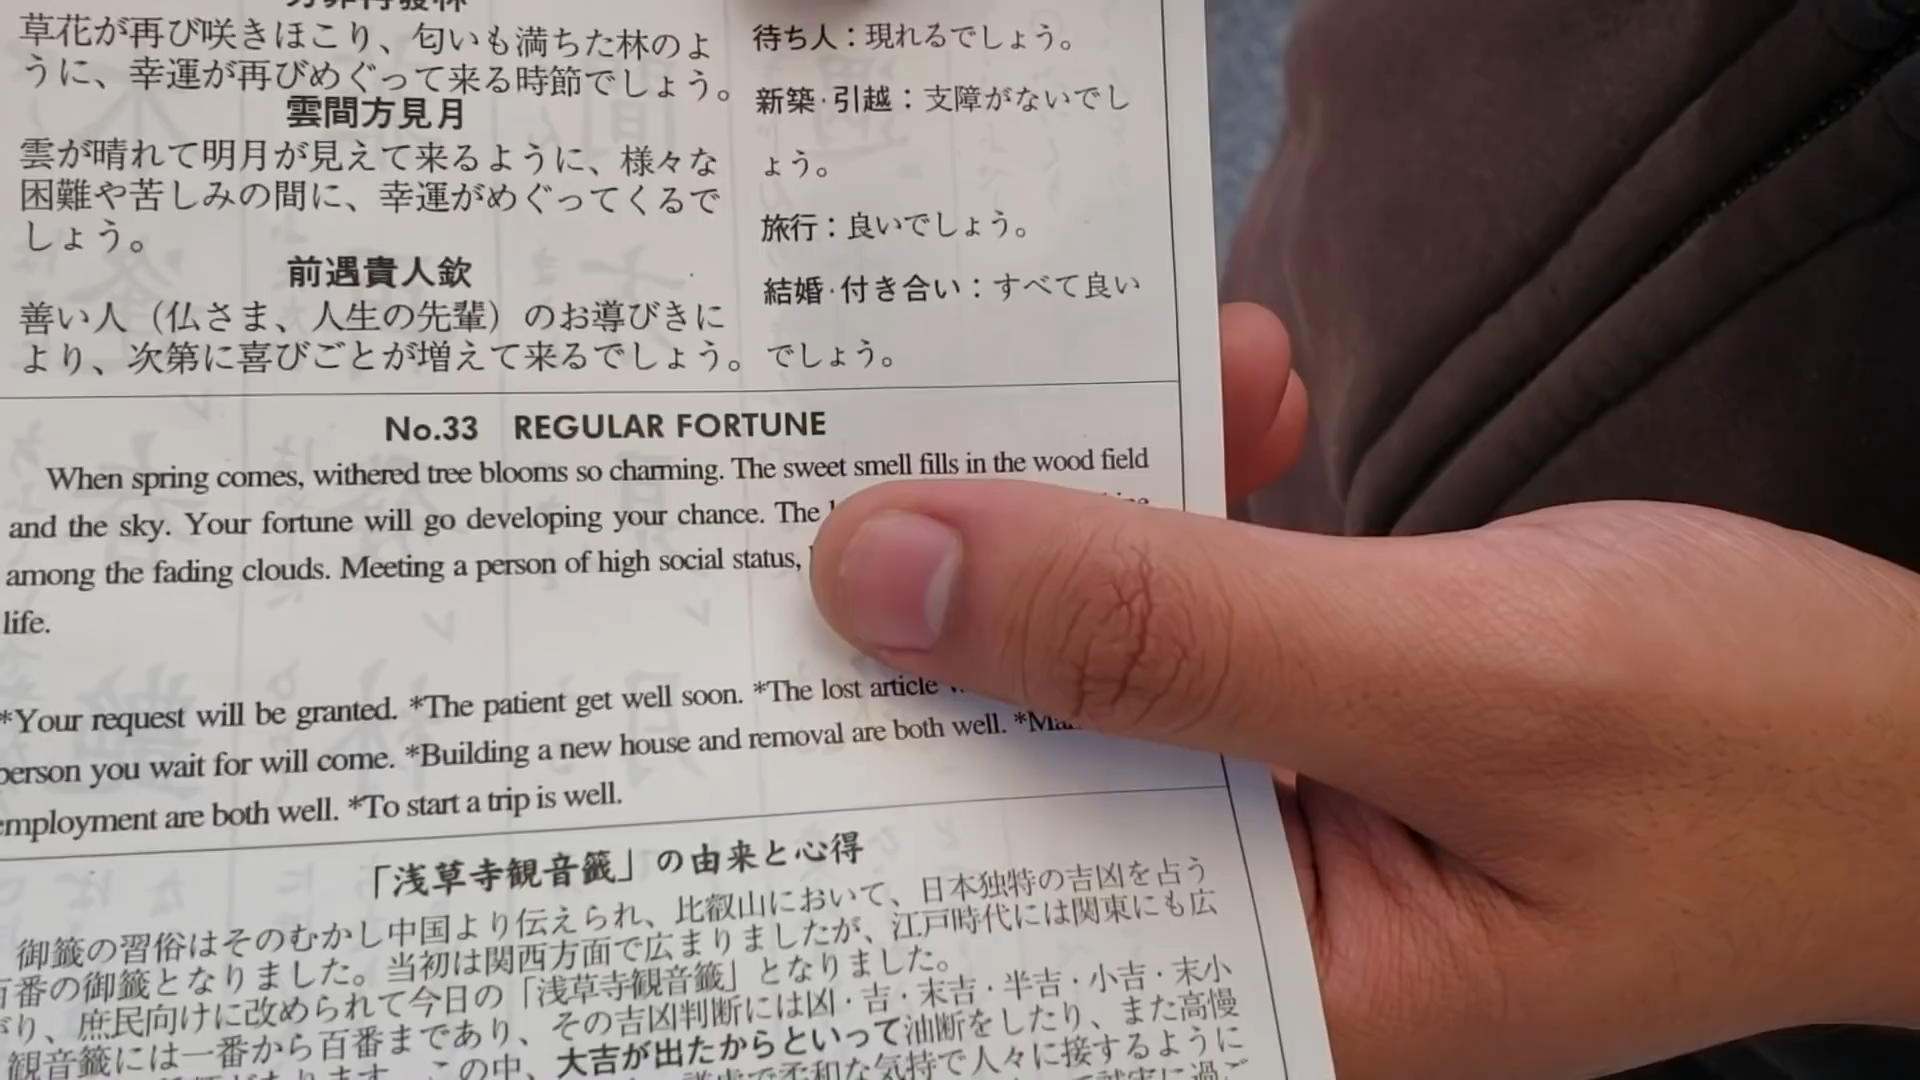 草花が再び咲きほこり、匂いも満ちた林のよ
うに、幸運が再びめぐって来る時節でしょう。
雲間方見月
雲が晴れて明月が見えて来るように、様々な
困難や苦しみの間に、幸運がめぐってくるで
しょう。
前遇貴人欽
善い人（仏さま、人生の先輩）のお導びきに
より、次第に喜びごとが増えて来るでしょう。
待ち人：現れるでしょう。
新築·引越：支障がないでし
ょう。
旅行：良いでしょう。
結婚·付き合い：すべて良い
でしょう。
No.33 REGULAR FORTUNE
When spring comes, withered tree blooms so charming. The sweet smell fills in the wood field
and the sky. Your fortune will go developing your chance. The
among the fading clouds. Meeting a person of high social status,
life.
*Your request will be granted. *The patient get well soon. *The lost article
person you wait for will come. *Building a new house and removal are both well.
employment are both well. *To start a trip is well.
「浅草寺観音籤」の由来と心得
御籤の習俗はそのむかし中国より伝えられ、比叡山において、日本独特の吉凶を占う
百番の御籤となりました。当初は関西方面で広まりましたが、江戸時代には関東にも広
がり、庶民向けに改められて今日の「浅草寺観音籤」となりました。
観音籤には一番から百番まであり、その吉凶判断には凶・吉・末吉・半吉・小吉・末小
この中、大吉が出たからといって油断をしたり、また高慢
柔和な気持で人々に接するように